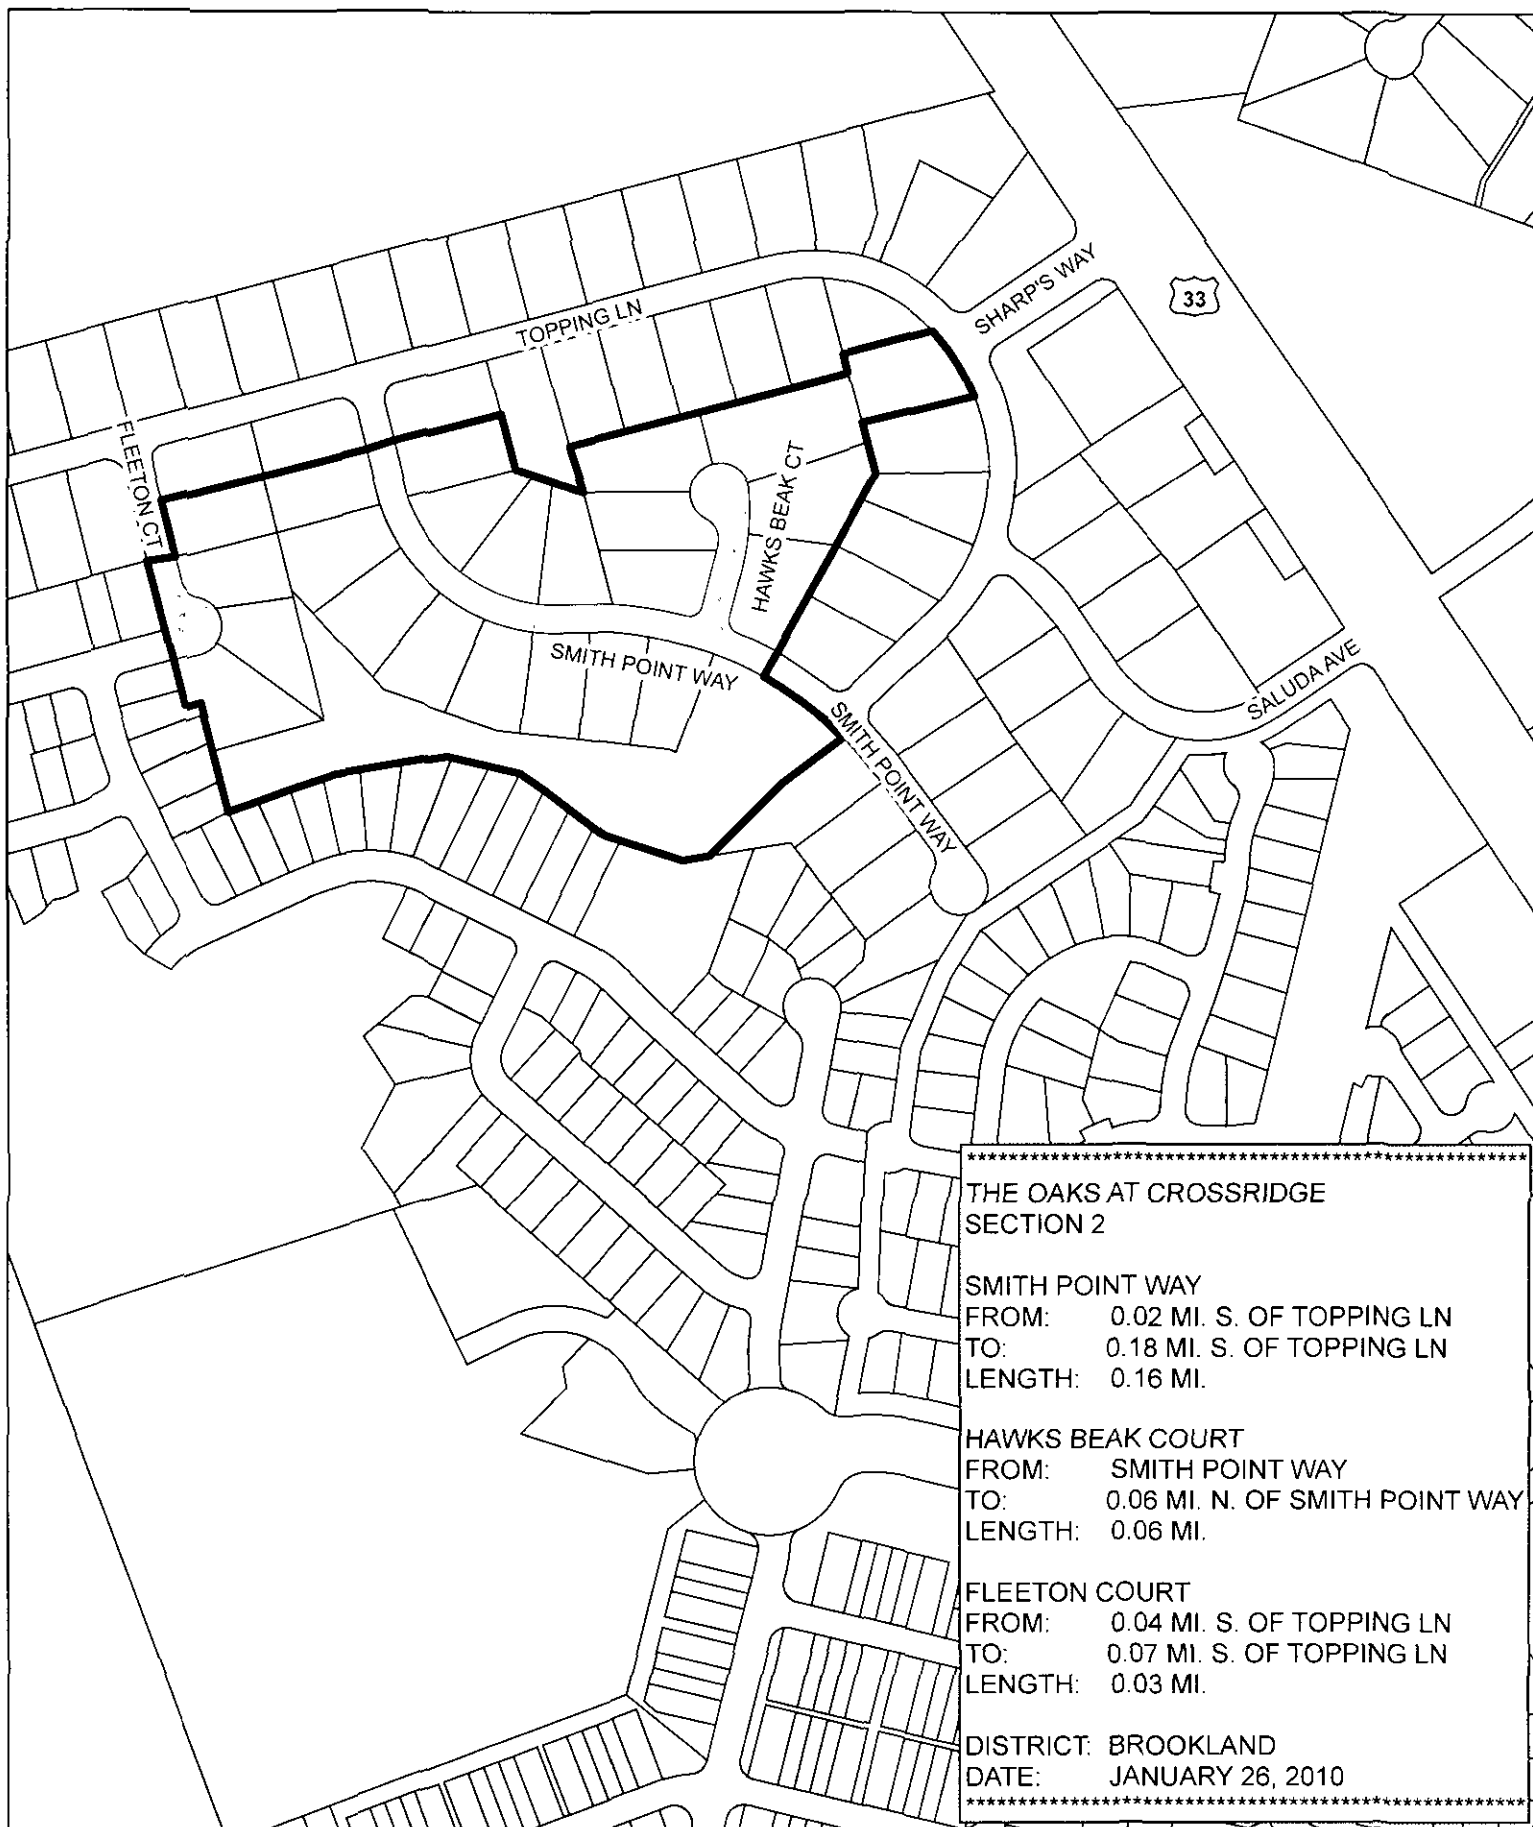 SHARP'S WAY
33
TOPPING LN
FLEETON CT
HAWKS BEAK CT
SMITH POINT WAY
SMITH POINT WAY
SALUDA AVE
******************************************************
THE OAKS AT CROSSRIDGE
SECTION 2
SMITH POINT WAY
FROM: 0.02 MI. S. OF TOPPING LN
TO: 0.18 MI. S. OF TOPPING LN
LENGTH: 0.16 MI.
HAWKS BEAK COURT
FROM: SMITH POINT WAY
TO: 0.06 MI. N. OF SMITH POINT WAY
LENGTH: 0.06 MI.
FLEETON COURT
FROM: 0.04 MI. S. OF TOPPING LN
TO: 0.07 MI. S. OF TOPPING LN
LENGTH: 0.03 MI.
DISTRICT: BROOKLAND
DATE: JANUARY 26, 2010
******************************************************